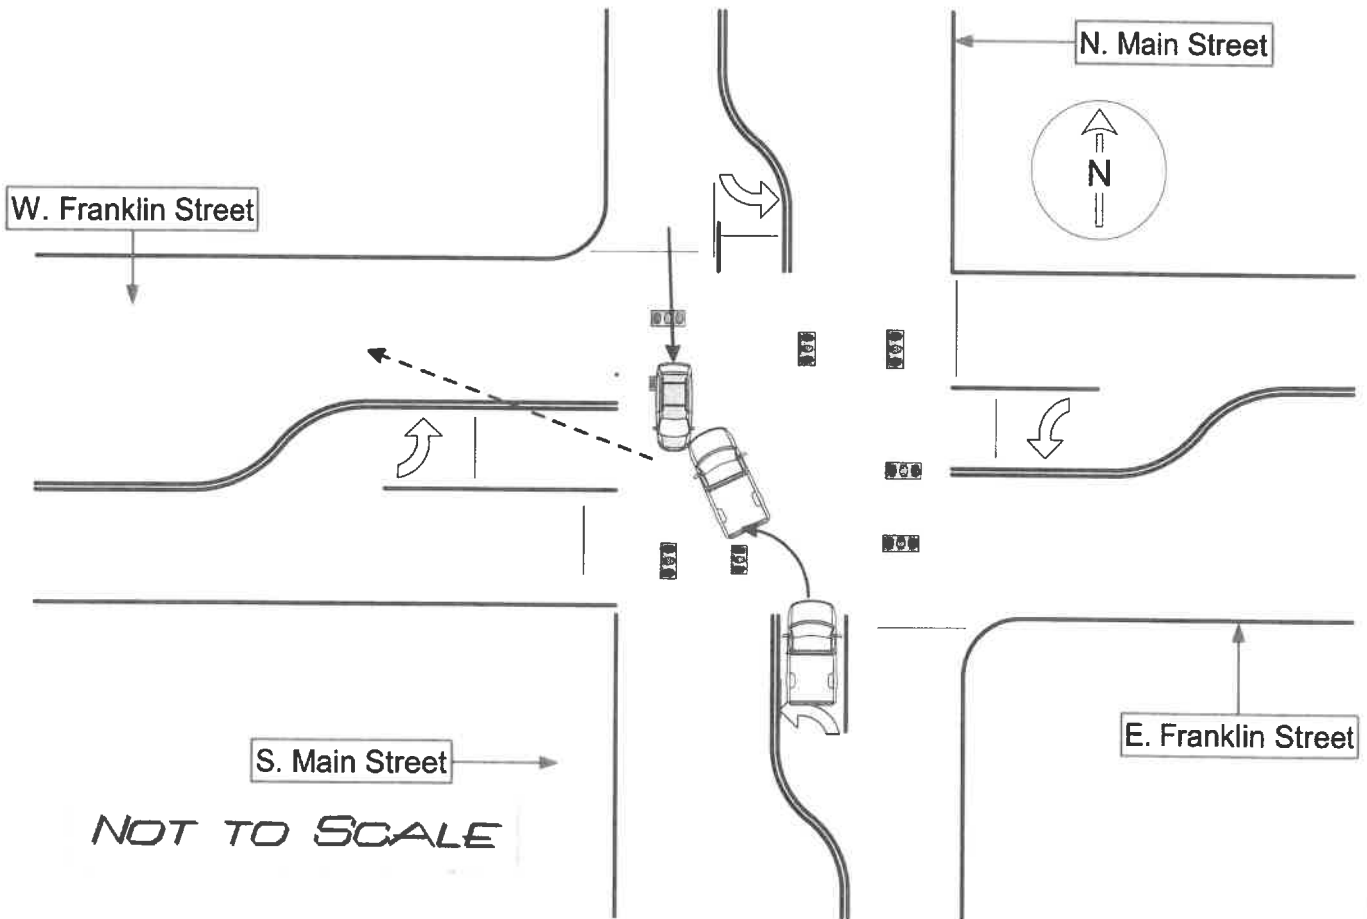 N. Main Street
N
W. Franklin Street
E. Franklin Street
S. Main Street
NOT TO SCALE